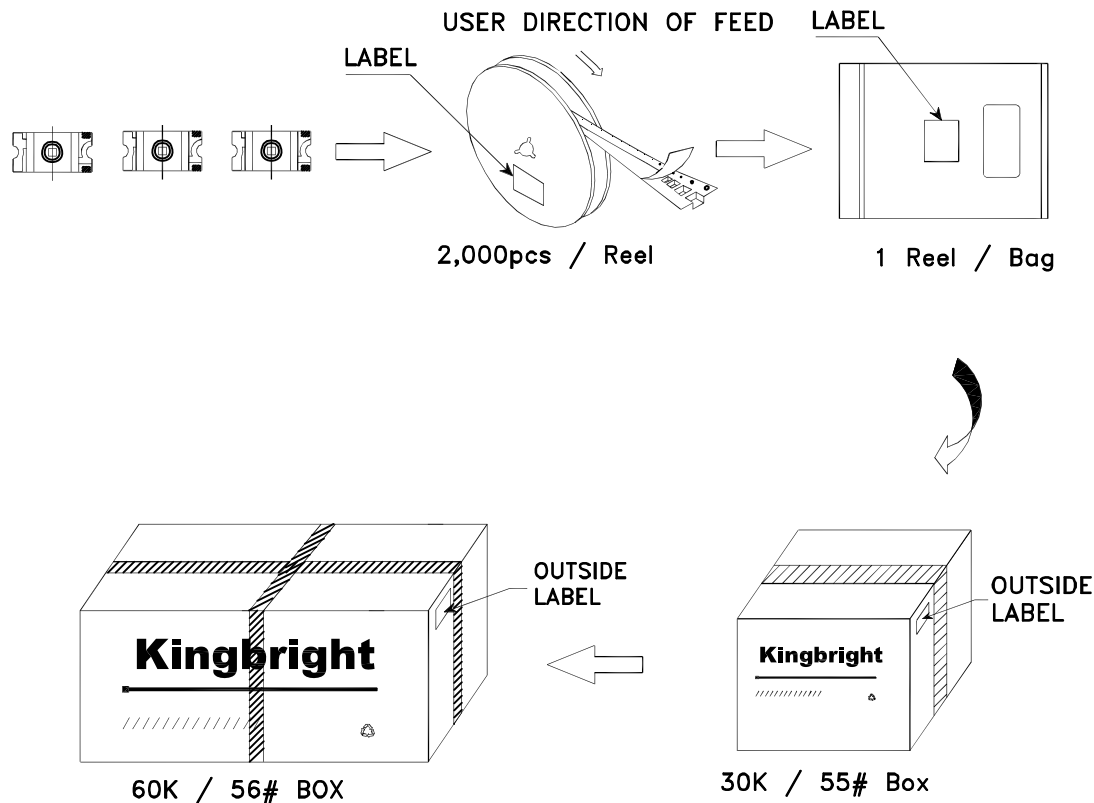 USER DIRECTION OF FEED
LABEL
LABEL
2,000pcs / Reel
1 Reel / Bag
OUTSIDE
LABEL
Kingbright
60K / 56# BOX
OUTSIDE
LABEL
Kingbright
30K / 55# Box